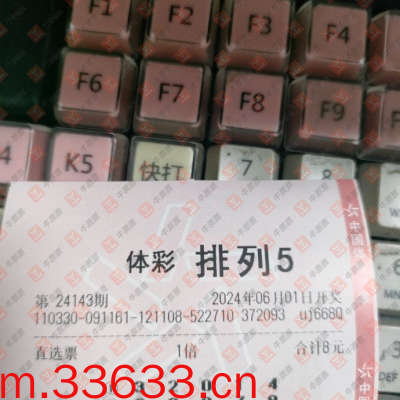 F1 F2 F3 F4
F6 F7 F8 F9
4 K5 快打 7 8
体彩 排列5
第 24143期 2024年06月01日开奖
110330-091161-121108-522710 372093
直选票 1倍 合计8元
m.33633.cn